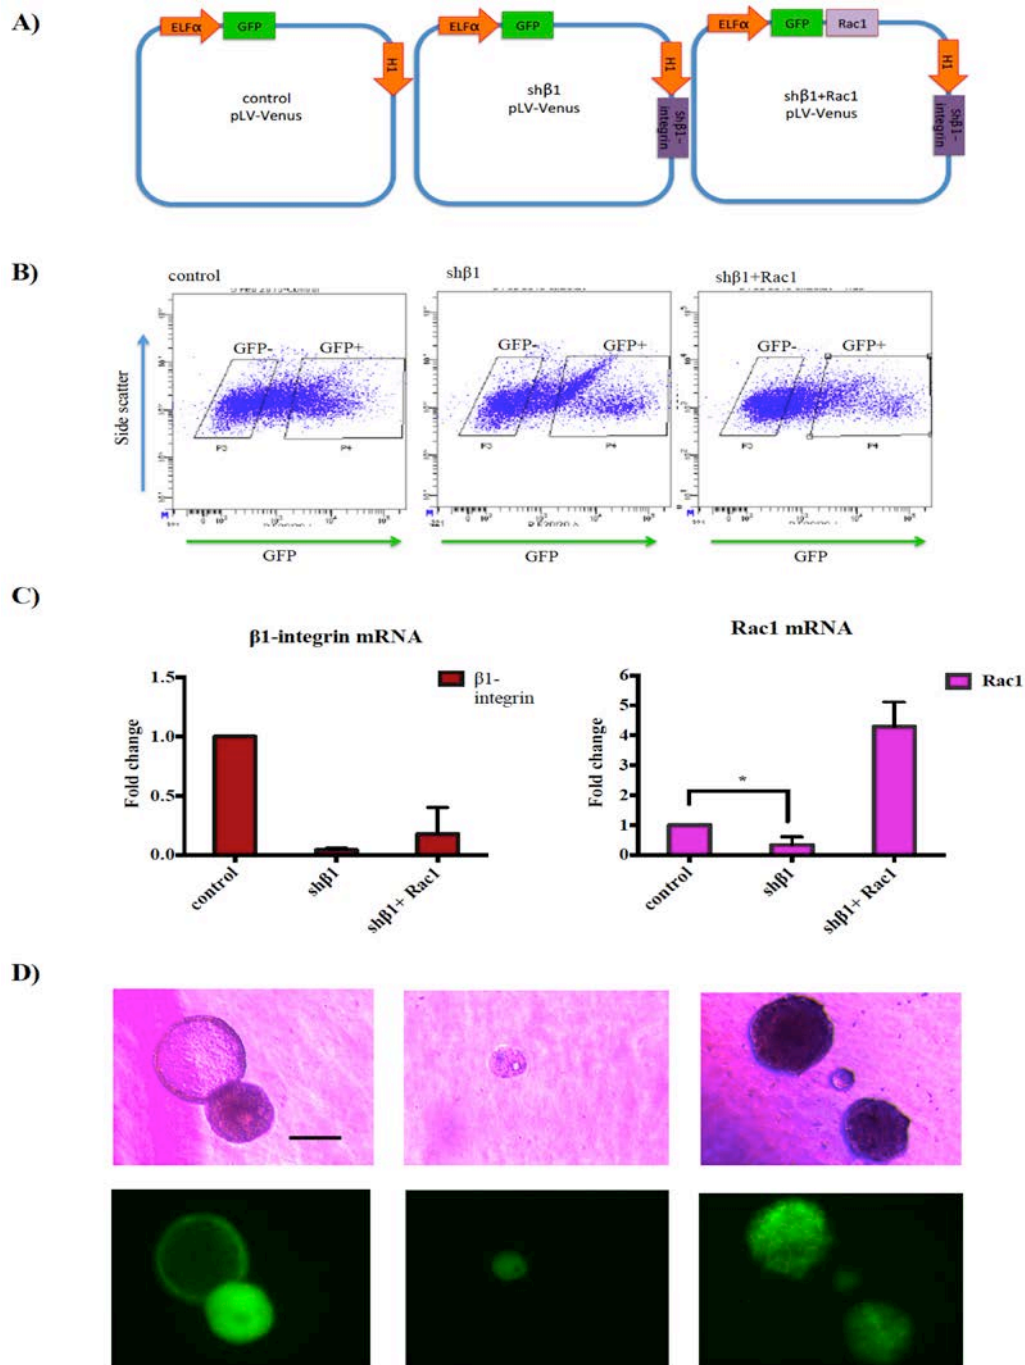 A)
ELFα GFP
H1
control
pLV-Venus
ELFα GFP
H1
shβ1
pLV-Venus
shβ1-
integrin
ELFα GFP Rac1
H1
shβ1+Rac1
pLV-Venus
shβ1-
integrin
B)
control
shβ1
shβ1+Rac1
GFP- GFP+
GFP- GFP+
GFP- GFP+
Side scatter
P4
P4
P4
GFP
GFP
GFP
C)
β1-integrin mRNA
β1-
integrin
Fold change
1.5
1.0
0.5
0.0
control
shβ1
shβ1+ Rac1
Rac1 mRNA
Rac1
Fold change
6
5
4
3
2
1
0
*
control
shβ1
shβ1+ Rac1
D)